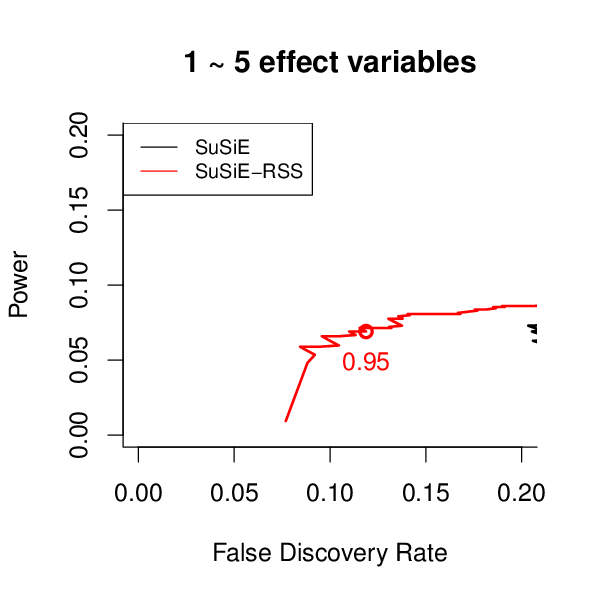 1 ~ 5 effect variables
SuSiE
SuSiE−RSS
Power
0.20
0.15
0.10
0.05
0.00
0.95
0.00 0.05 0.10 0.15 0.20
False Discovery Rate